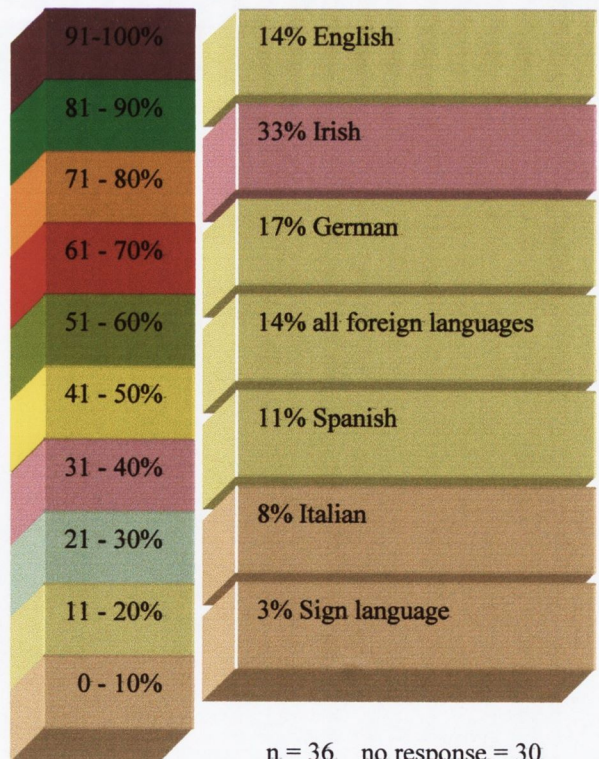 91-100%
81 - 90%
71 - 80%
61 - 70%
51 - 60%
41 - 50%
31 - 40%
21 - 30%
11 - 20%
0 - 10%
14% English
33% Irish
17% German
14% all foreign languages
11% Spanish
8% Italian
3% Sign language
n = 36 no response = 30